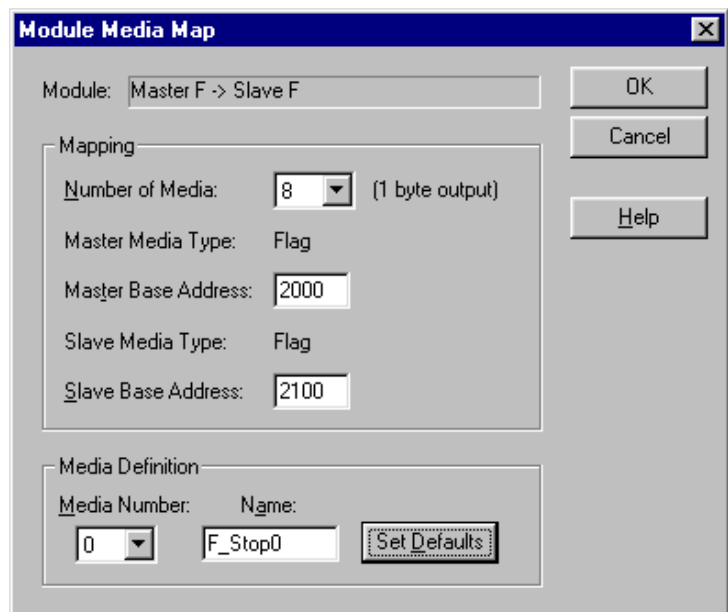 Module Media Map
Module: Master F -> Slave F
OK
Cancel
Help
Mapping
Number of Media: 8 (1 byte output)
Master Media Type: Flag
Master Base Address: 2000
Slave Media Type: Flag
Slave Base Address: 2100
Media Definition
Media Number: Name:
0 F_Stop0 Set Defaults